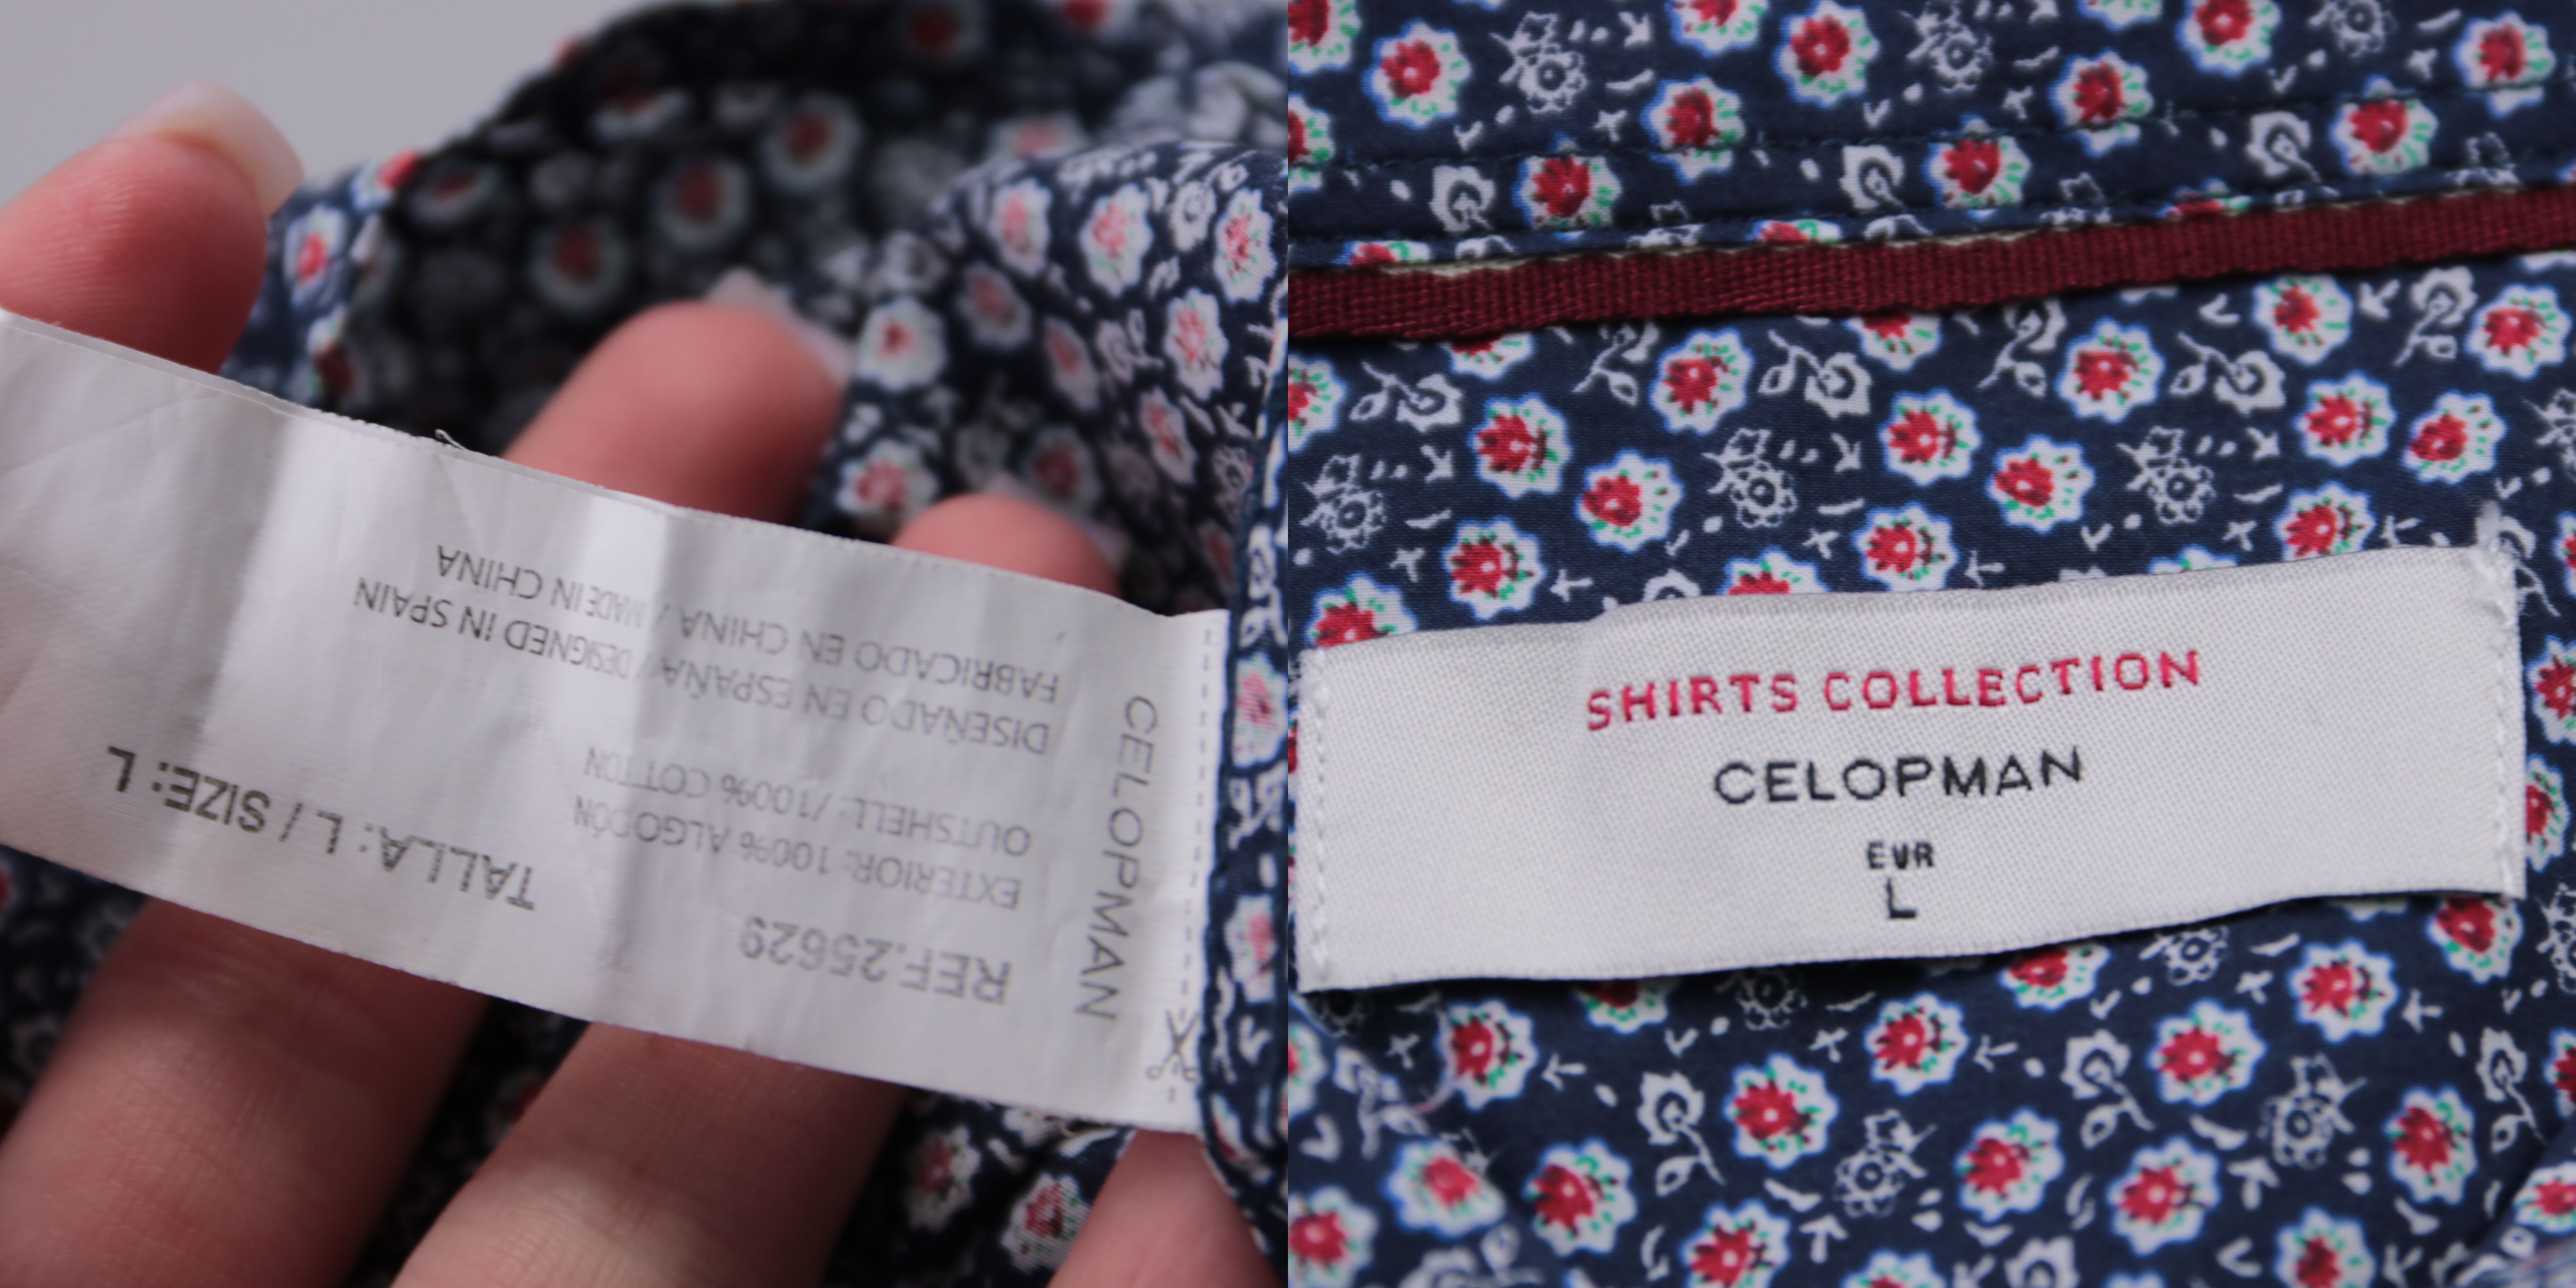 CELOPMAN
REF.25629
EXTERIOR: 100% ALGODÓN
OUTSHELL: /100% COTTON
DISEÑADO EN ESPAÑA / DESIGNED IN SPAIN
FABRICADO EN CHINA / MADE IN CHINA
TALLA: L / SIZE: L
SHIRTS COLLECTION
CELOPMAN
EUR
L